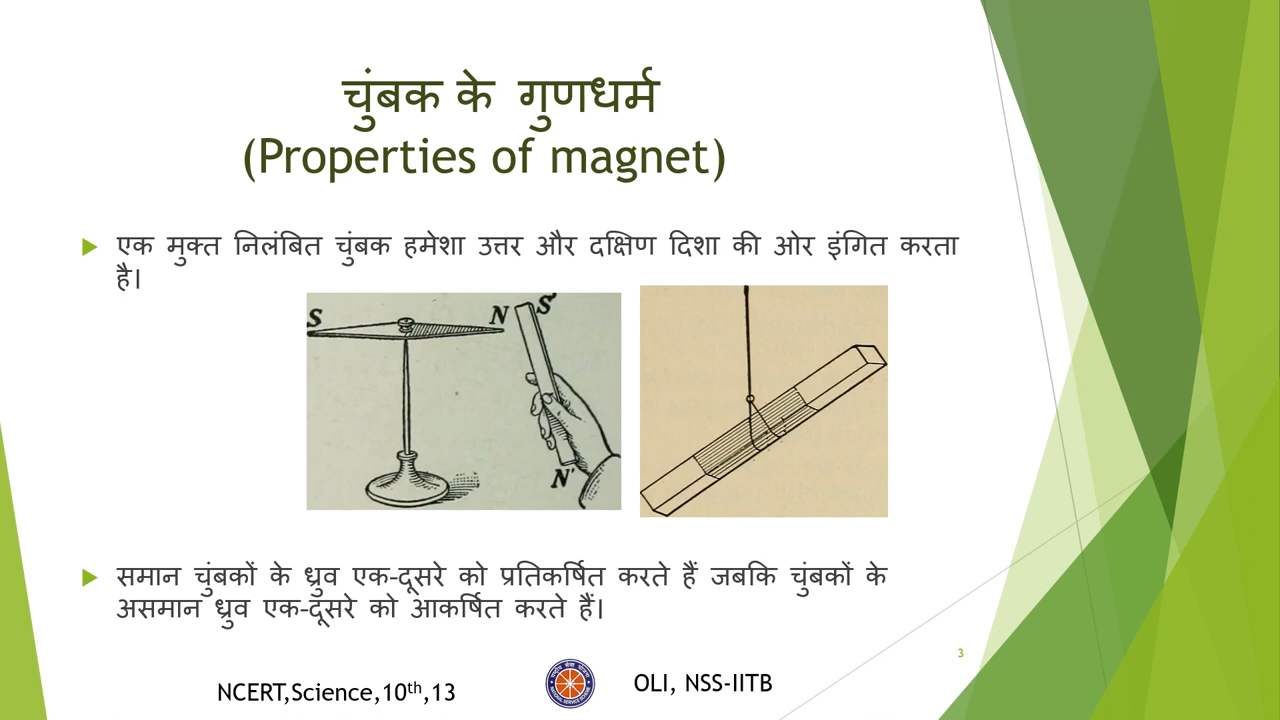 चुंबक के गुणधर्म
(Properties of magnet)
एक मुक्त निलंबित चुंबक हमेशा उत्तर और दक्षिण दिशा की ओर इंगित करता
है।
S N S'
N'
समान चुंबकों के ध्रुव एक-दूसरे को प्रतिकर्षित करते हैं जबकि चुंबकों के
असमान ध्रुव एक-दूसरे को आकर्षित करते हैं।
3
NCERT,Science,10th,13
OLI, NSS-IITB